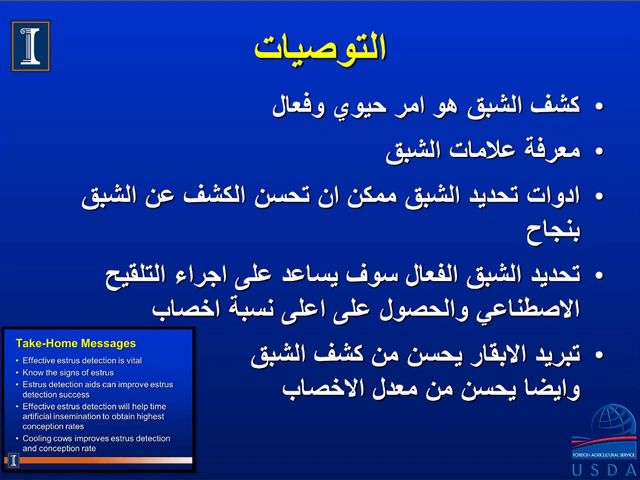 التوصيات
• كشف الشبق هو امر حيوي وفعال
• معرفة علامات الشبق
• ادوات تحديد الشبق ممكن ان تحسن الكشف عن الشبق
بنجاح
• تحديد الشبق الفعال سوف يساعد على اجراء التلقيح
الاصطناعي والحصول على اعلى نسبة اخصاب
• تبريد الابقار يحسن من كشف الشبق
وايضا يحسن من معدل الاخصاب
Take-Home Messages
• Effective estrus detection is vital
• Know the signs of estrus
• Estrus detection aids can improve estrus
detection success
• Effective estrus detection will help time
artificial insemination to obtain highest
conception rates
• Cooling cows improves estrus detection
and conception rate
FOREIGN AGRICULTURAL SERVICE
USDA